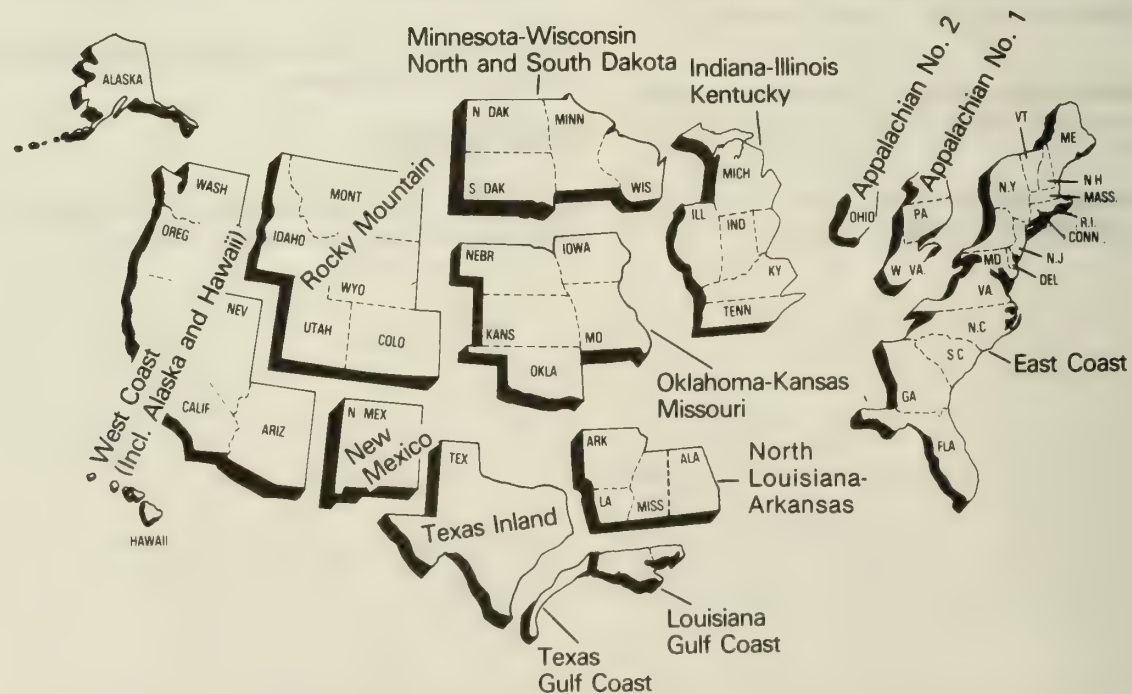 Minnesota-Wisconsin
North and South Dakota
Indiana-Illinois
Kentucky
Appalachian No. 2
Appalachian No. 1
ALASKA
WASH
OREG
NEV
CALIF
ARIZ
West Coast
(Incl. Alaska and Hawaii)
HAWAII
MONT
IDAHO
Rocky Mountain
WYO
UTAH
COLO
N MEX
New
Mexico
N DAK
MINN
S DAK
WIS
NEBR
IOWA
KANS
MO
OKLA
Oklahoma-Kansas
Missouri
MICH
ILL
IND
KY
TENN
OHIO
PA
W VA.
VT
ME
N.Y
N H
MASS.
R.I.
CONN
N.J
MD
DEL
VA
N.C
S C
East Coast
GA
FLA
TEX
Texas Inland
ARK
ALA
LA
MISS
North
Louisiana-
Arkansas
Louisiana
Gulf Coast
Texas
Gulf Coast